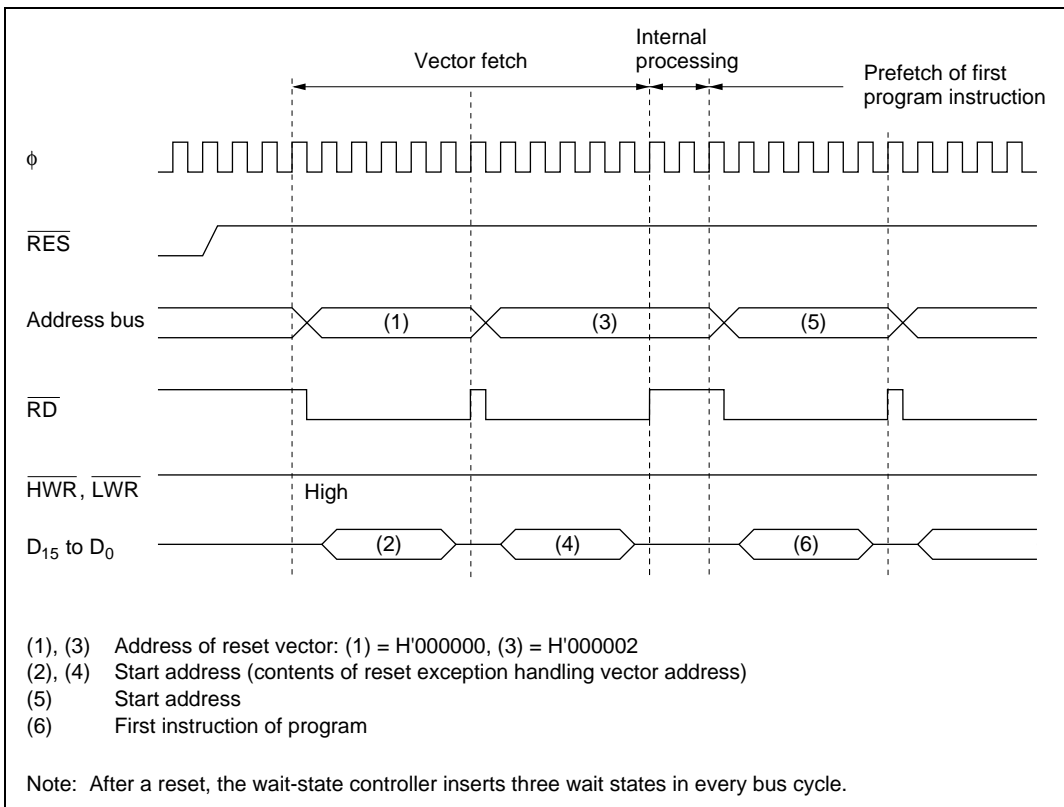 Internal
processing
Vector fetch
Prefetch of first
program instruction
ϕ
RES
Address bus
(1)
(3)
(5)
RD
HWR, LWR
High
D15 to D0
(2)
(4)
(6)
(1), (3) Address of reset vector: (1) = H'000000, (3) = H'000002
(2), (4) Start address (contents of reset exception handling vector address)
(5) Start address
(6) First instruction of program
Note: After a reset, the wait-state controller inserts three wait states in every bus cycle.